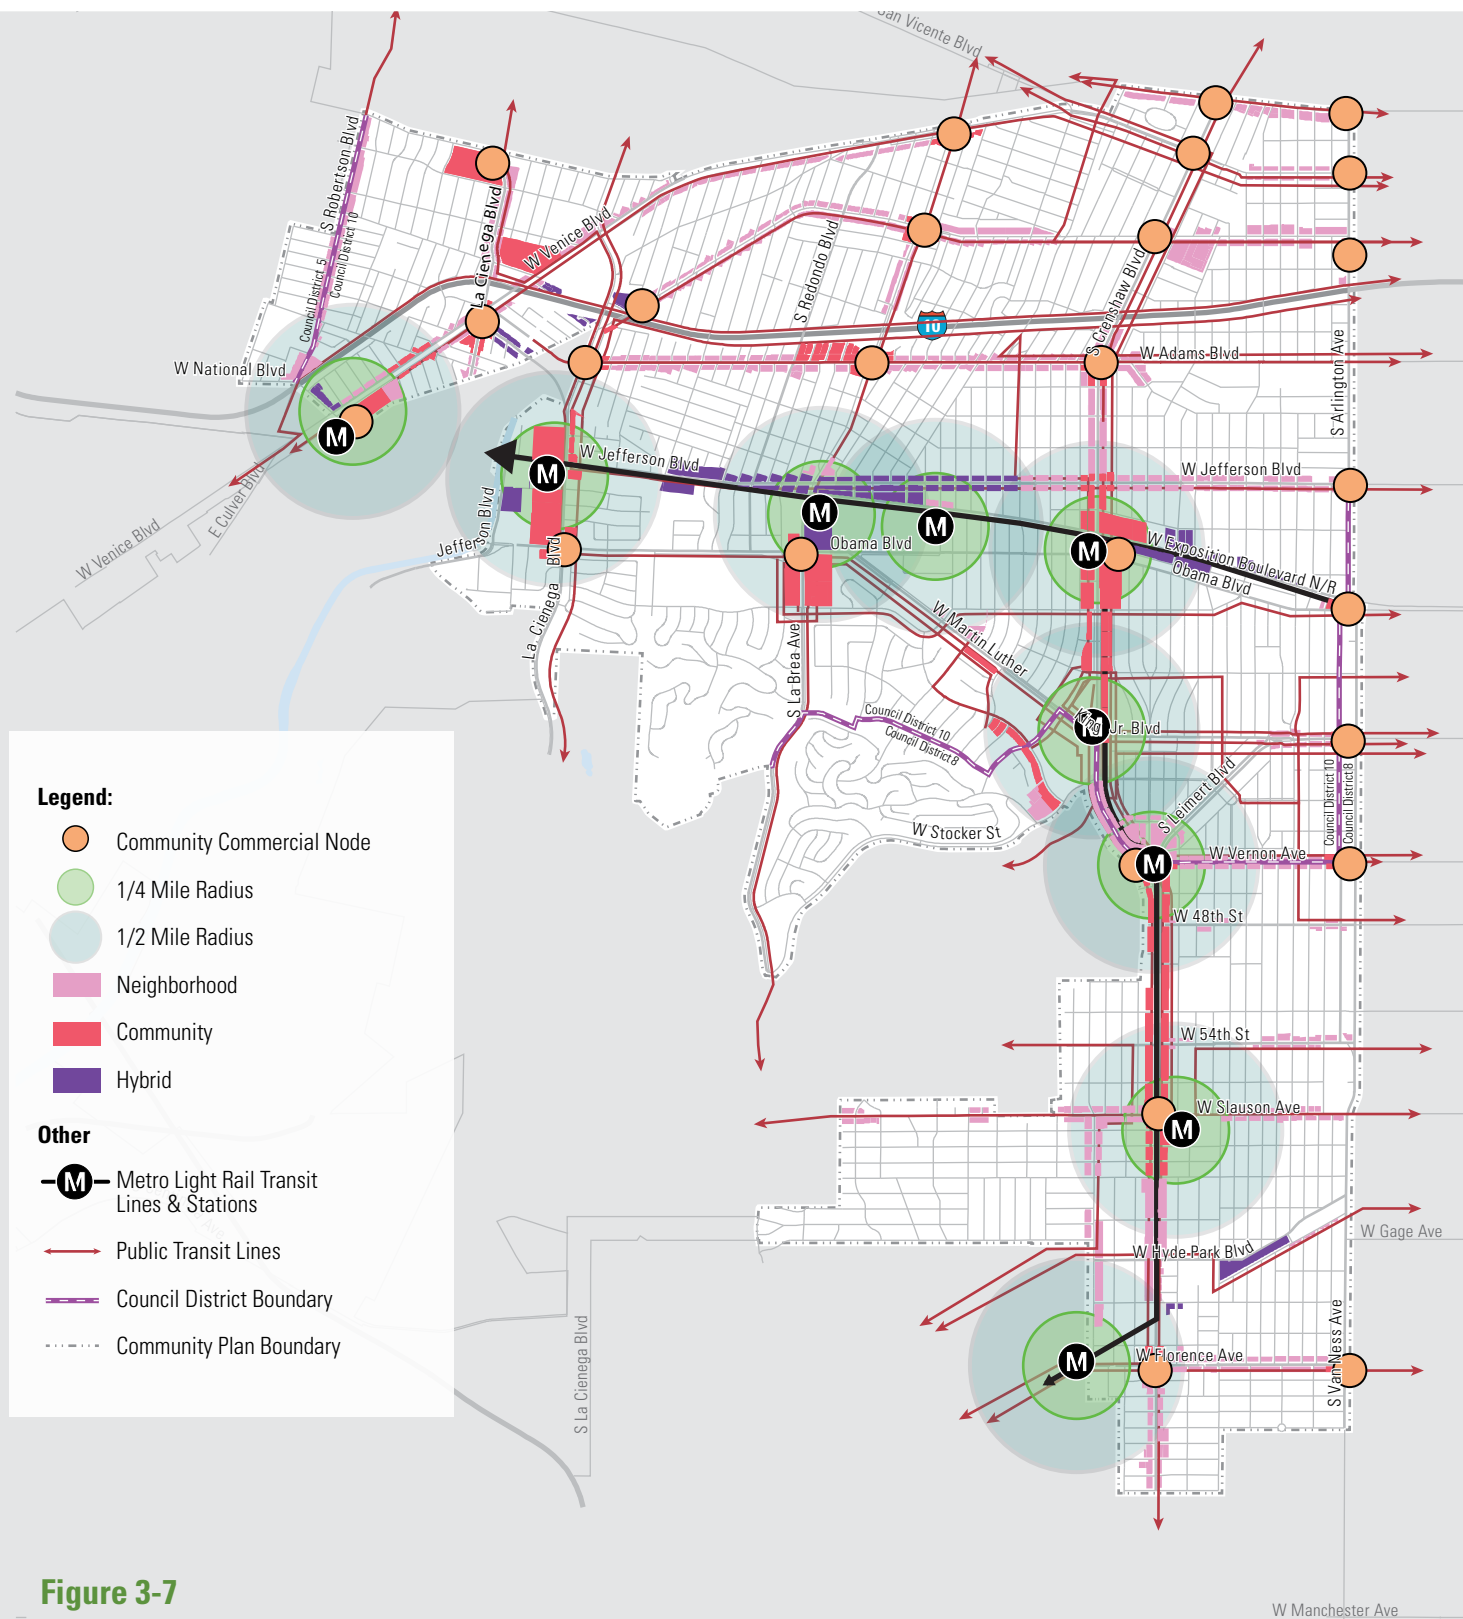 San Vicente Blvd
S Robertson Blvd
Council District 5
Council District 10
La Cienega Blvd
W Venice Blvd
S Redondo Blvd
S Crenshaw Blvd
10
W National Blvd
W Adams Blvd
S Arlington Ave
M
W Jefferson Blvd
M
W Jefferson Blvd
W Venice Blvd
E Culver Blvd
Jefferson Blvd
M
M
M
Obama Blvd
W Exposition Boulevard N/R
Obama Blvd
La Cienega Blvd
W Martin Luther
King Jr. Blvd
M
S La Brea Ave
Council District 10
Council District 8
S Leimert Blvd
Council District 10
Council District 8
W Stocker St
W Vernon Ave
M
W 48th St
W 54th St
W Slauson Ave
M
W Gage Ave
W Hyde Park Blvd
W Florence Ave
M
S Van Ness Ave
S La Cienega Blvd
W Manchester Ave
Legend:
Community Commercial Node
1/4 Mile Radius
1/2 Mile Radius
Neighborhood
Community
Hybrid
Other
M
Metro Light Rail Transit
Lines & Stations
Public Transit Lines
Council District Boundary
Community Plan Boundary
Figure 3-7